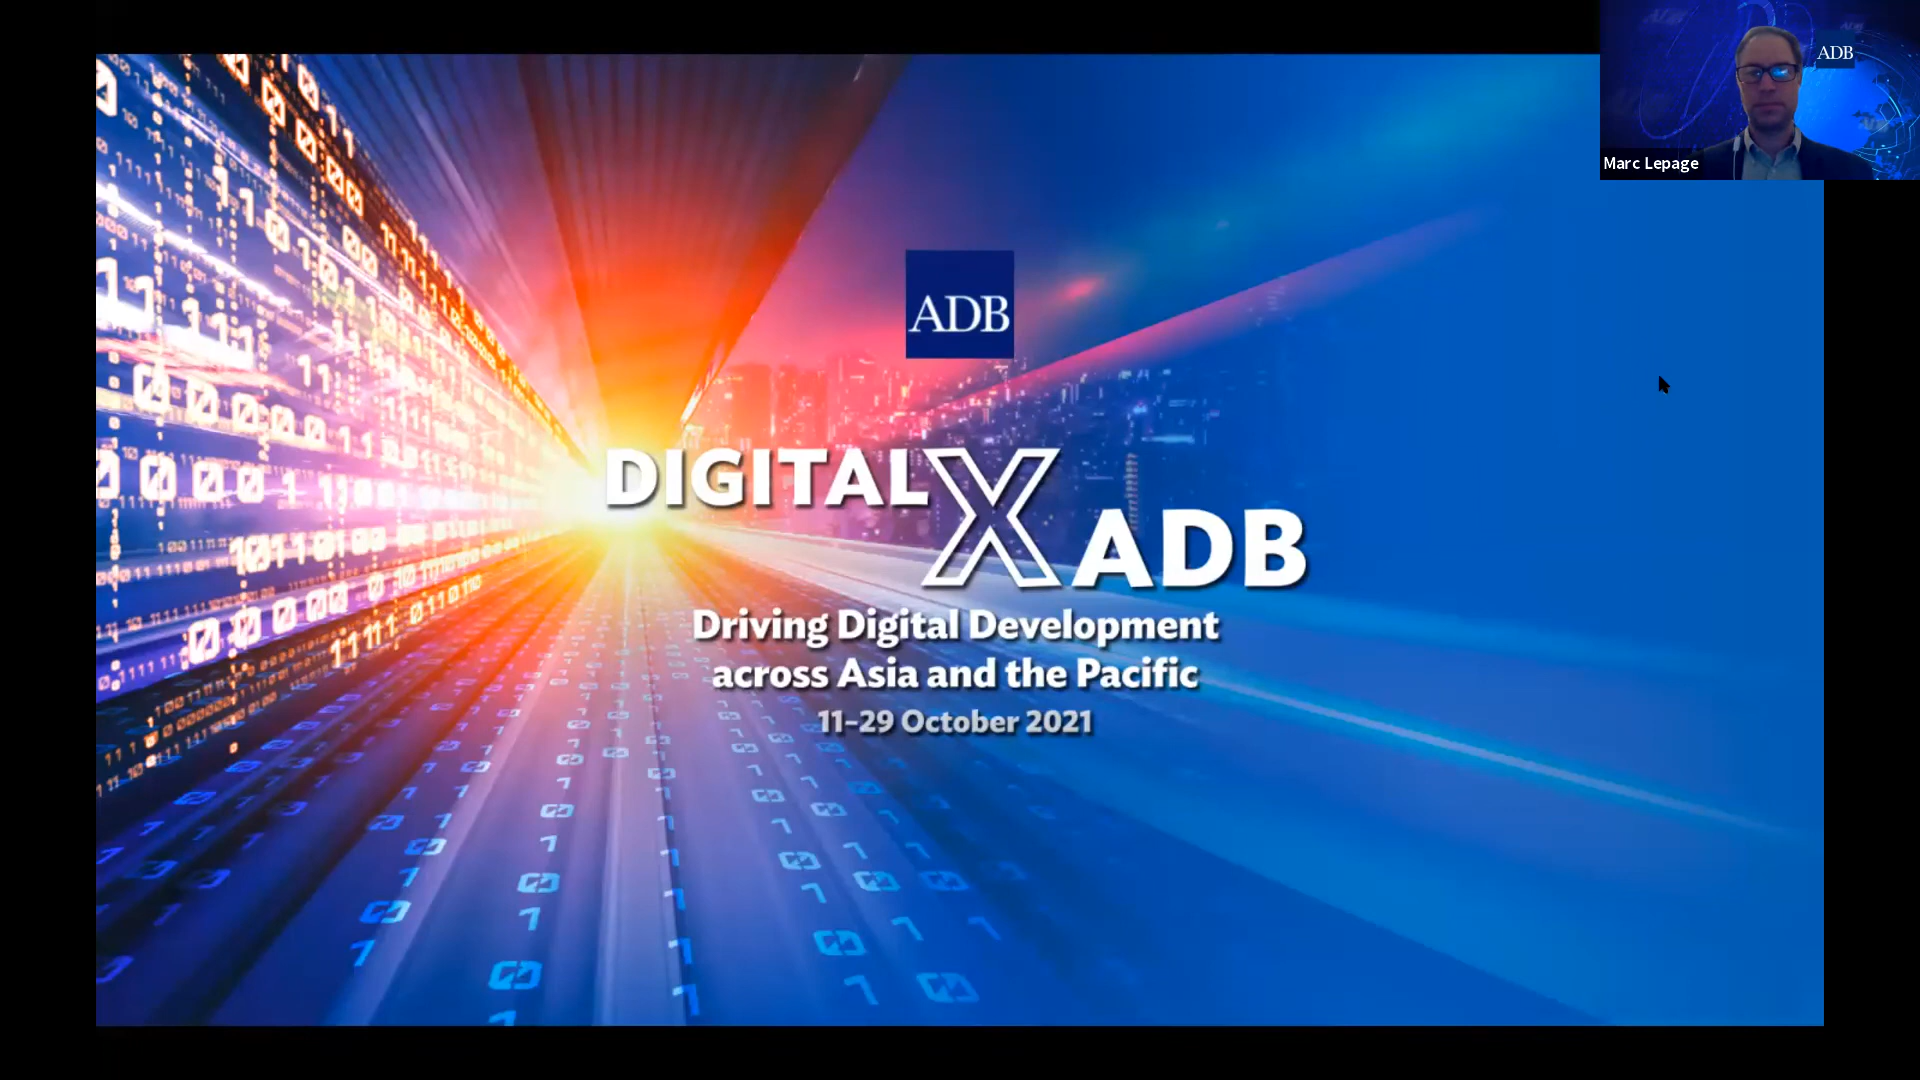 ADB
Marc Lepage
ADB
DIGITAL X ADB
Driving Digital Development
across Asia and the Pacific
11–29 October 2021